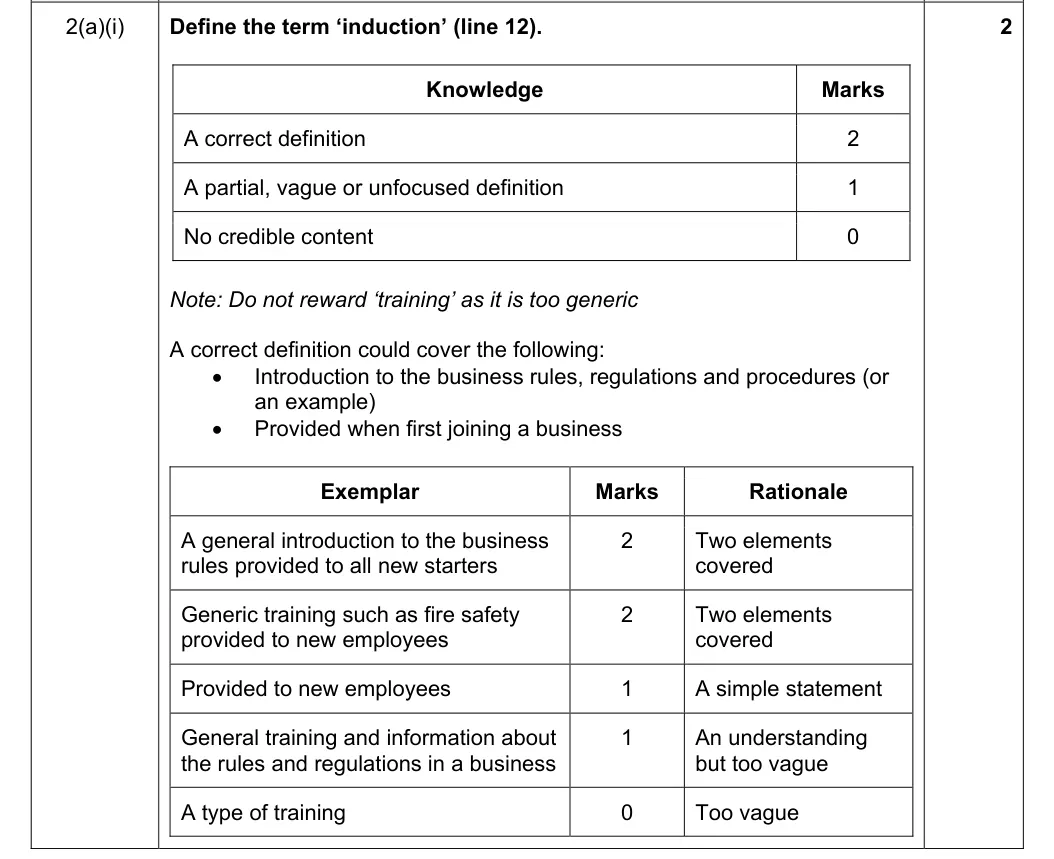 2(a)(i) Define the term ‘induction’ (line 12). 2
Knowledge Marks
A correct definition 2
A partial, vague or unfocused definition 1
No credible content 0
Note: Do not reward ‘training’ as it is too generic
A correct definition could cover the following:
• Introduction to the business rules, regulations and procedures (or
an example)
• Provided when first joining a business
Exemplar Marks Rationale
A general introduction to the business 2 Two elements
rules provided to all new starters covered
Generic training such as fire safety 2 Two elements
provided to new employees covered
Provided to new employees 1 A simple statement
General training and information about 1 An understanding
the rules and regulations in a business but too vague
A type of training 0 Too vague